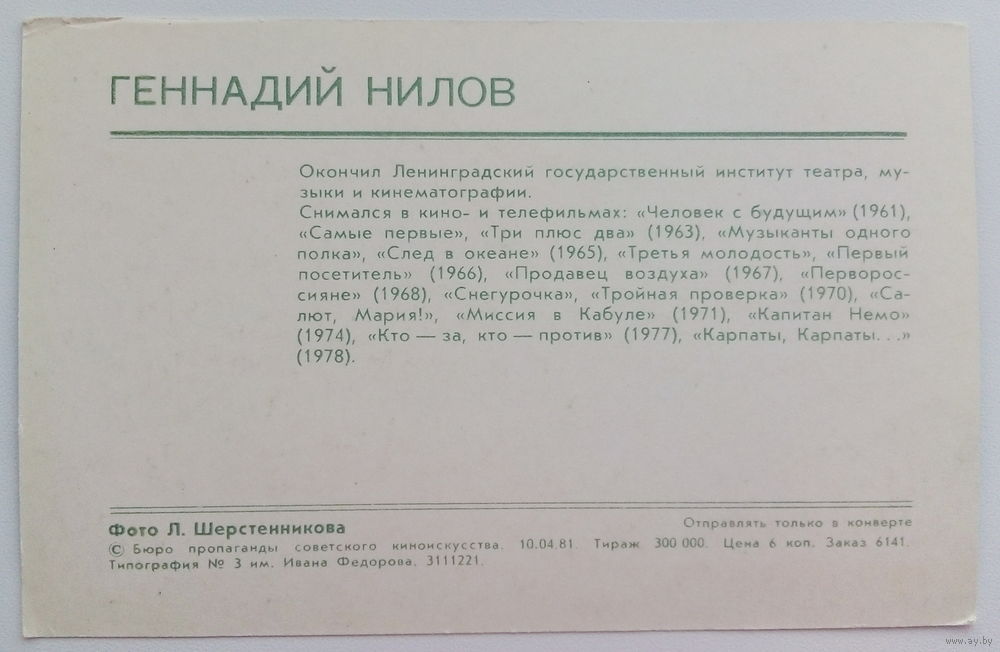 ГЕННАДИЙ НИЛОВ
Окончил Ленинградский государственный институт театра, му-
зыки и кинематографии.
Снимался в кино- и телефильмах: «Человек с будущим» (1961),
«Самые первые», «Три плюс два» (1963), «Музыканты одного
полка», «След в океане» (1965), «Третья молодость», «Первый
посетитель» (1966), «Продавец воздуха» (1967), «Перворос-
сияне» (1968), «Снегурочка», «Тройная проверка» (1970), «Са-
лют, Мария!», «Миссия в Кабуле» (1971), «Капитан Немо»
(1974), «Кто — за, кто — против» (1977), «Карпаты, Карпаты...»
(1978).
Фото Л. Шерстенникова
Отправлять только в конверте
© Бюро пропаганды советского киноискусства. 10.04.81. Тираж 300 000. Цена 6 коп. Заказ 6141.
Типография № 3 им. Ивана Федорова. 3111221.
www.ay.by